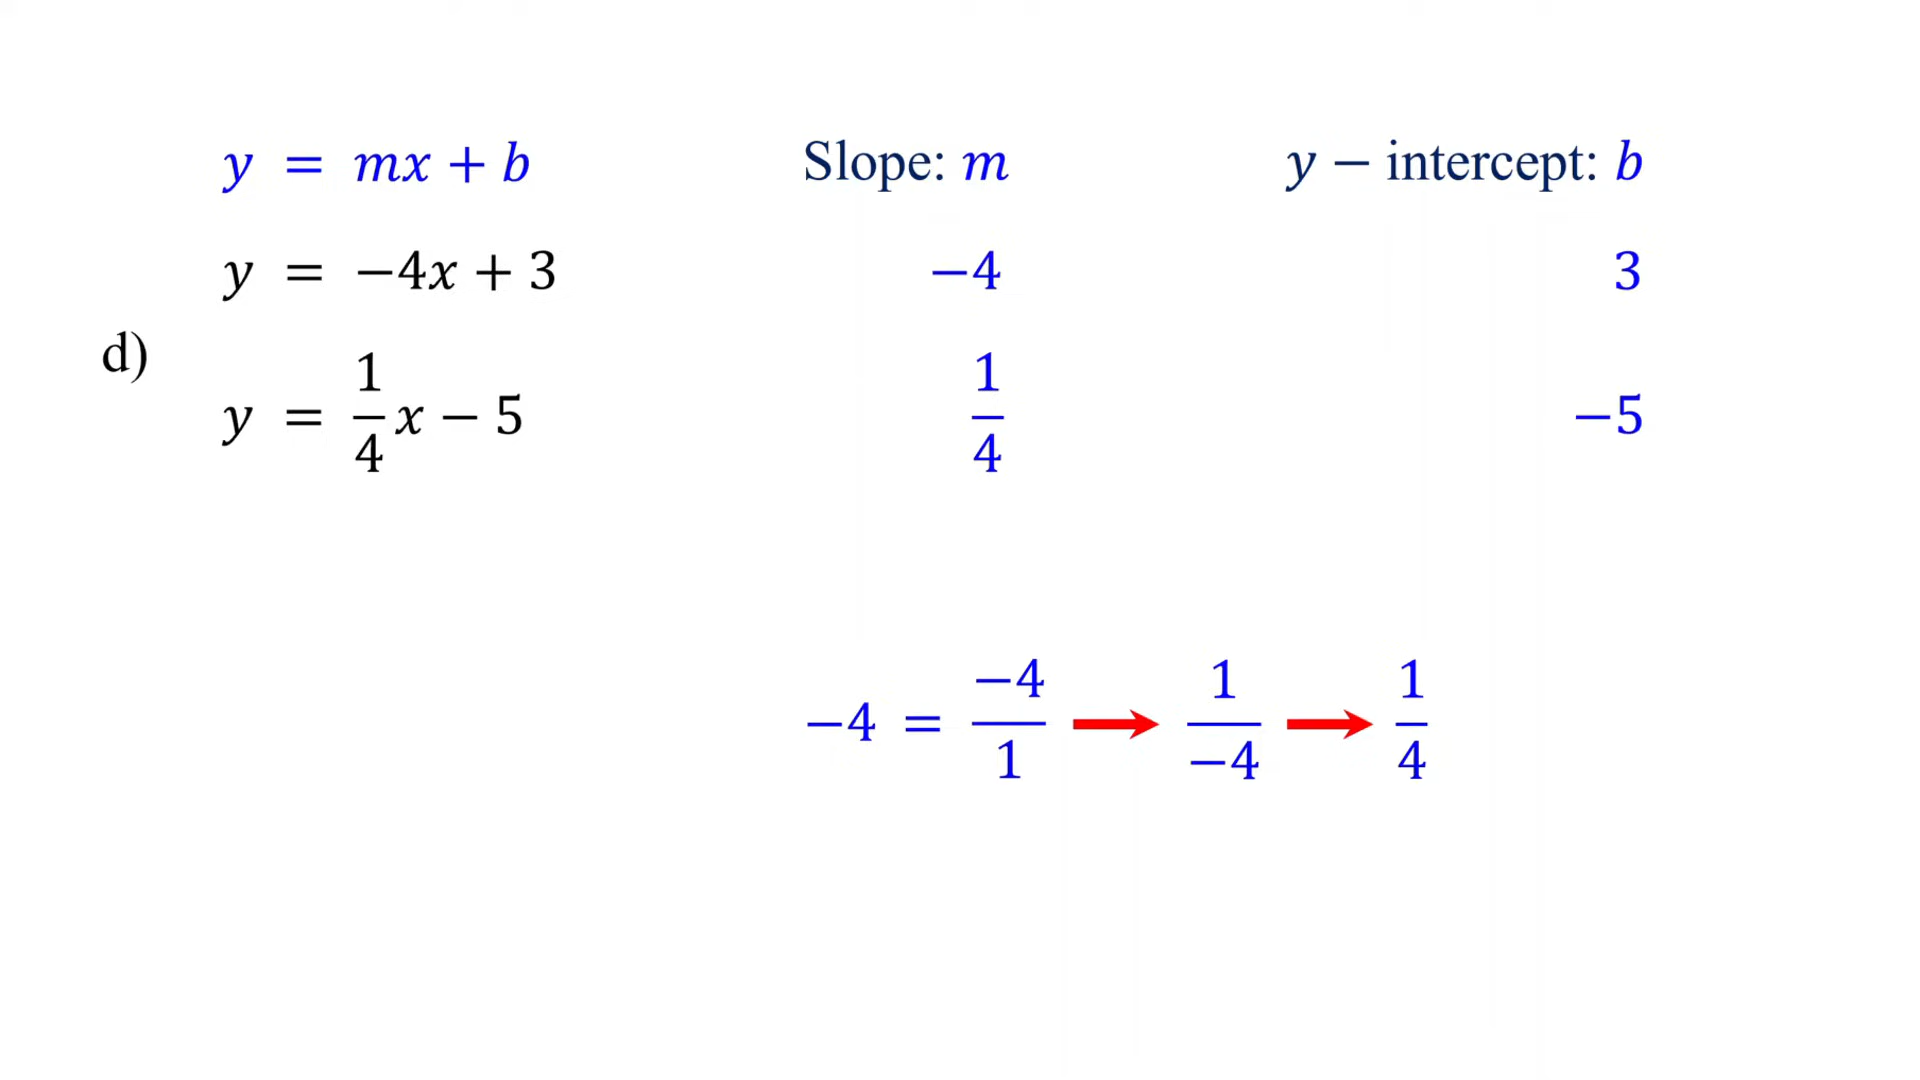 y = mx + b Slope: m y − intercept: b
y = −4x + 3 −4 3
d)
y = 1/4 x − 5 1/4 −5
−4 = −4/1 → 1/−4 → 1/4